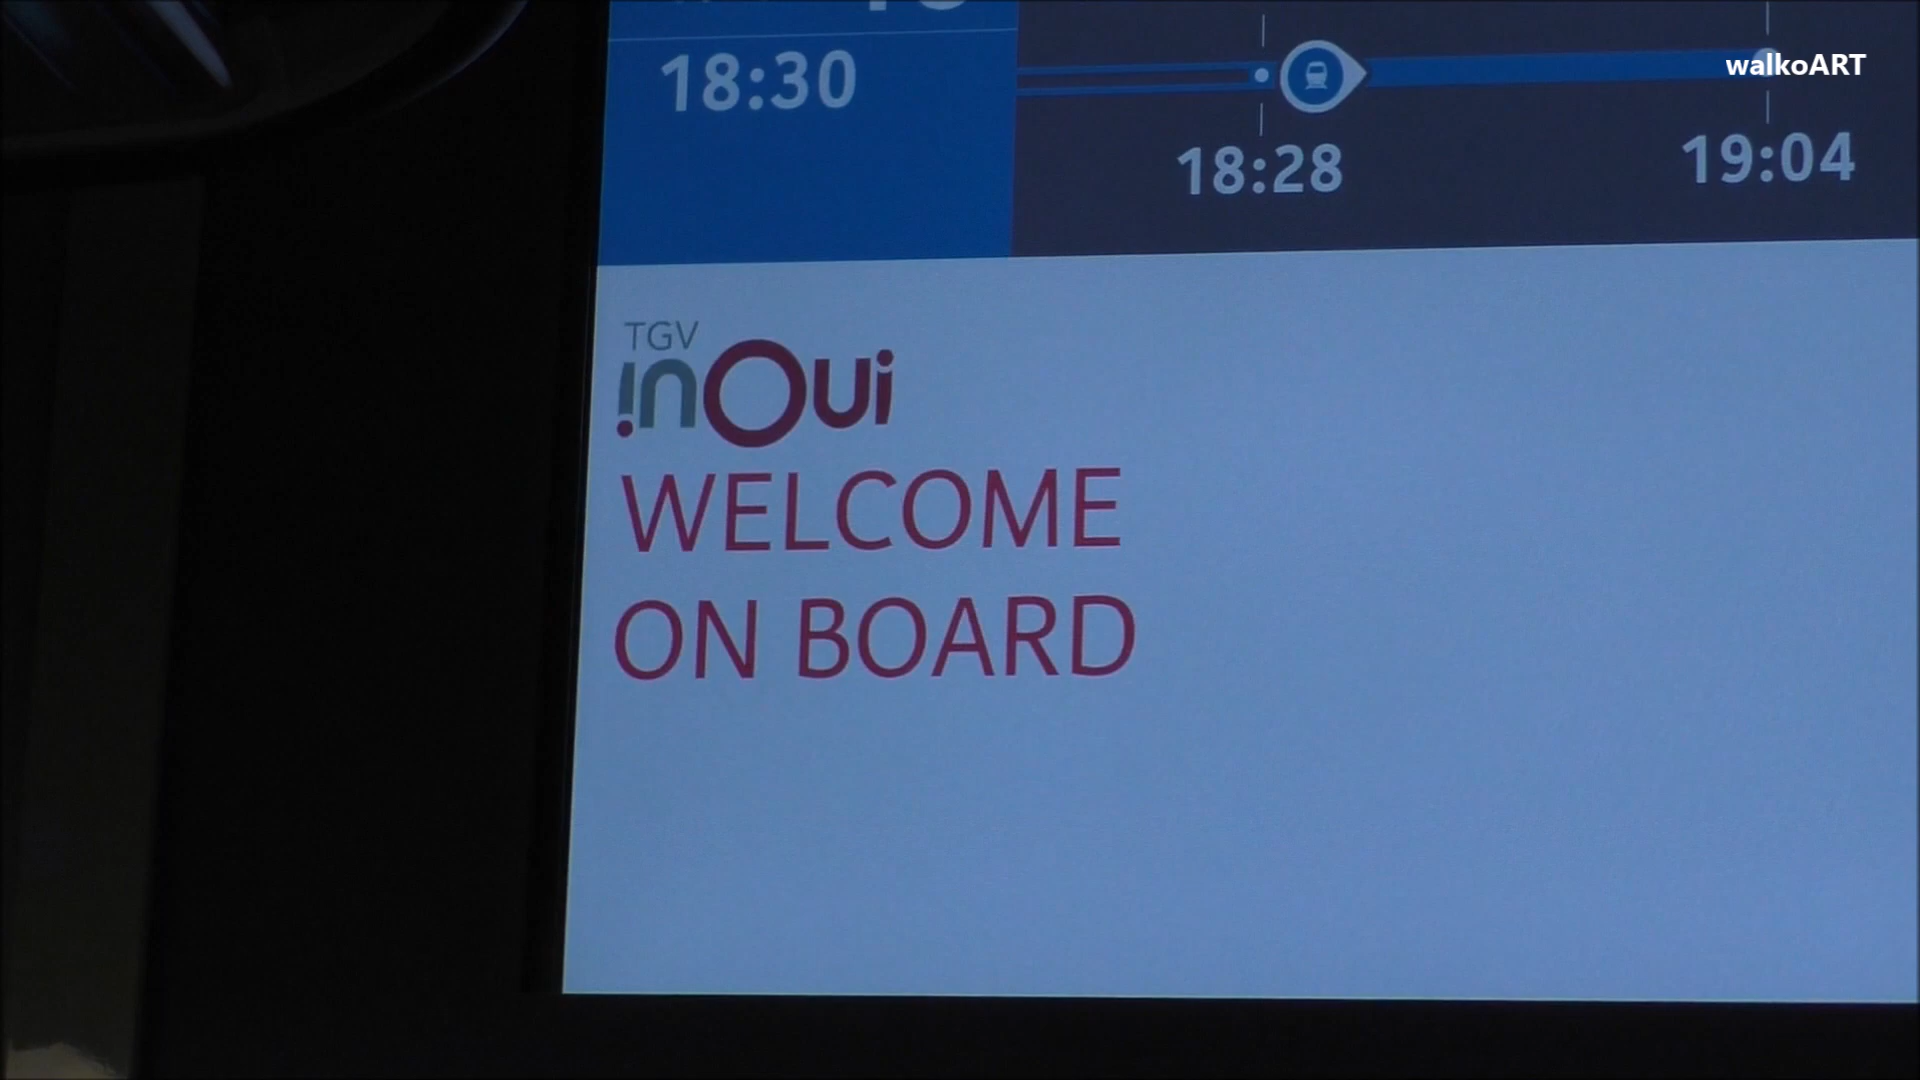 18:30
walkoART
18:28
19:04
TGV
inOui
WELCOME
ON BOARD